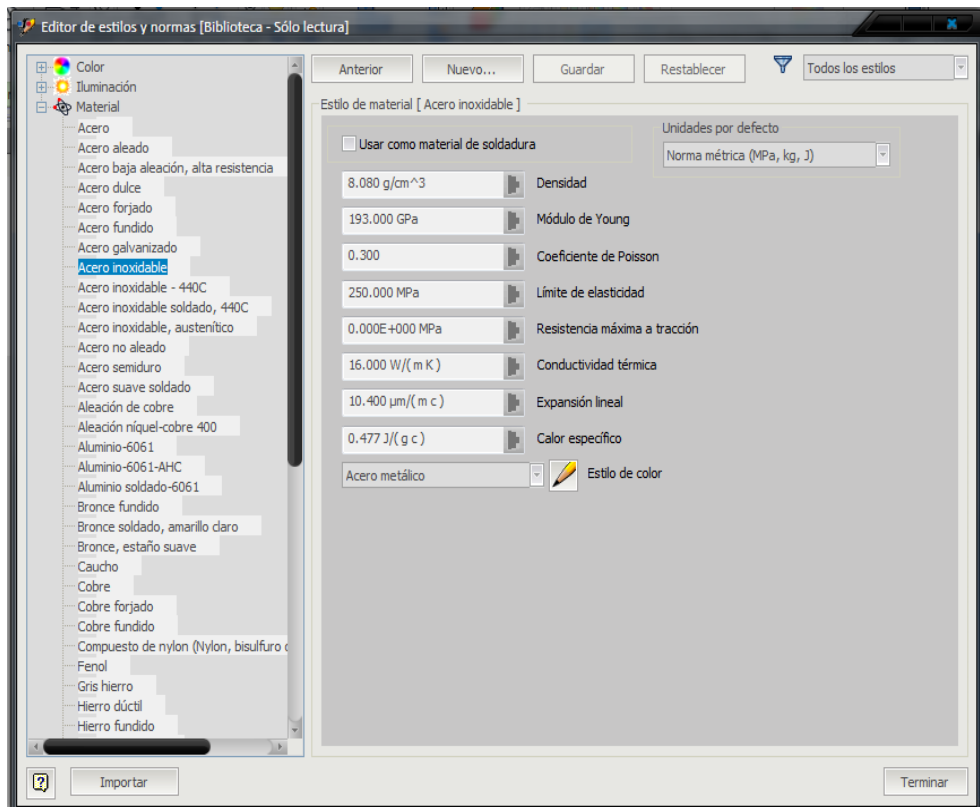 Editor de estilos y normas [Biblioteca - Sólo lectura]
Color
Iluminación
Material
Acero
Acero aleado
Acero baja aleación, alta resistencia
Acero dulce
Acero forjado
Acero fundido
Acero galvanizado
Acero inoxidable
Acero inoxidable - 440C
Acero inoxidable soldado, 440C
Acero inoxidable, austenítico
Acero no aleado
Acero semiduro
Acero suave soldado
Aleación de cobre
Aleación níquel-cobre 400
Aluminio-6061
Aluminio-6061-AHC
Aluminio soldado-6061
Bronce fundido
Bronce soldado, amarillo claro
Bronce, estaño suave
Caucho
Cobre
Cobre forjado
Cobre fundido
Compuesto de nylon (Nylon, bisulfuro d
Fenol
Gris hierro
Hierro dúctil
Hierro fundido
Importar
Anterior
Nuevo...
Guardar
Restablecer
Todos los estilos
Estilo de material [ Acero inoxidable ]
Usar como material de soldadura
Unidades por defecto
Norma métrica (MPa, kg, J)
8.080 g/cm^3 Densidad
193.000 GPa Módulo de Young
0.300 Coeficiente de Poisson
250.000 MPa Límite de elasticidad
0.000E+000 MPa Resistencia máxima a tracción
16.000 W/( m K ) Conductividad térmica
10.400 µm/( m c ) Expansión lineal
0.477 J/( g c ) Calor específico
Acero metálico Estilo de color
Terminar